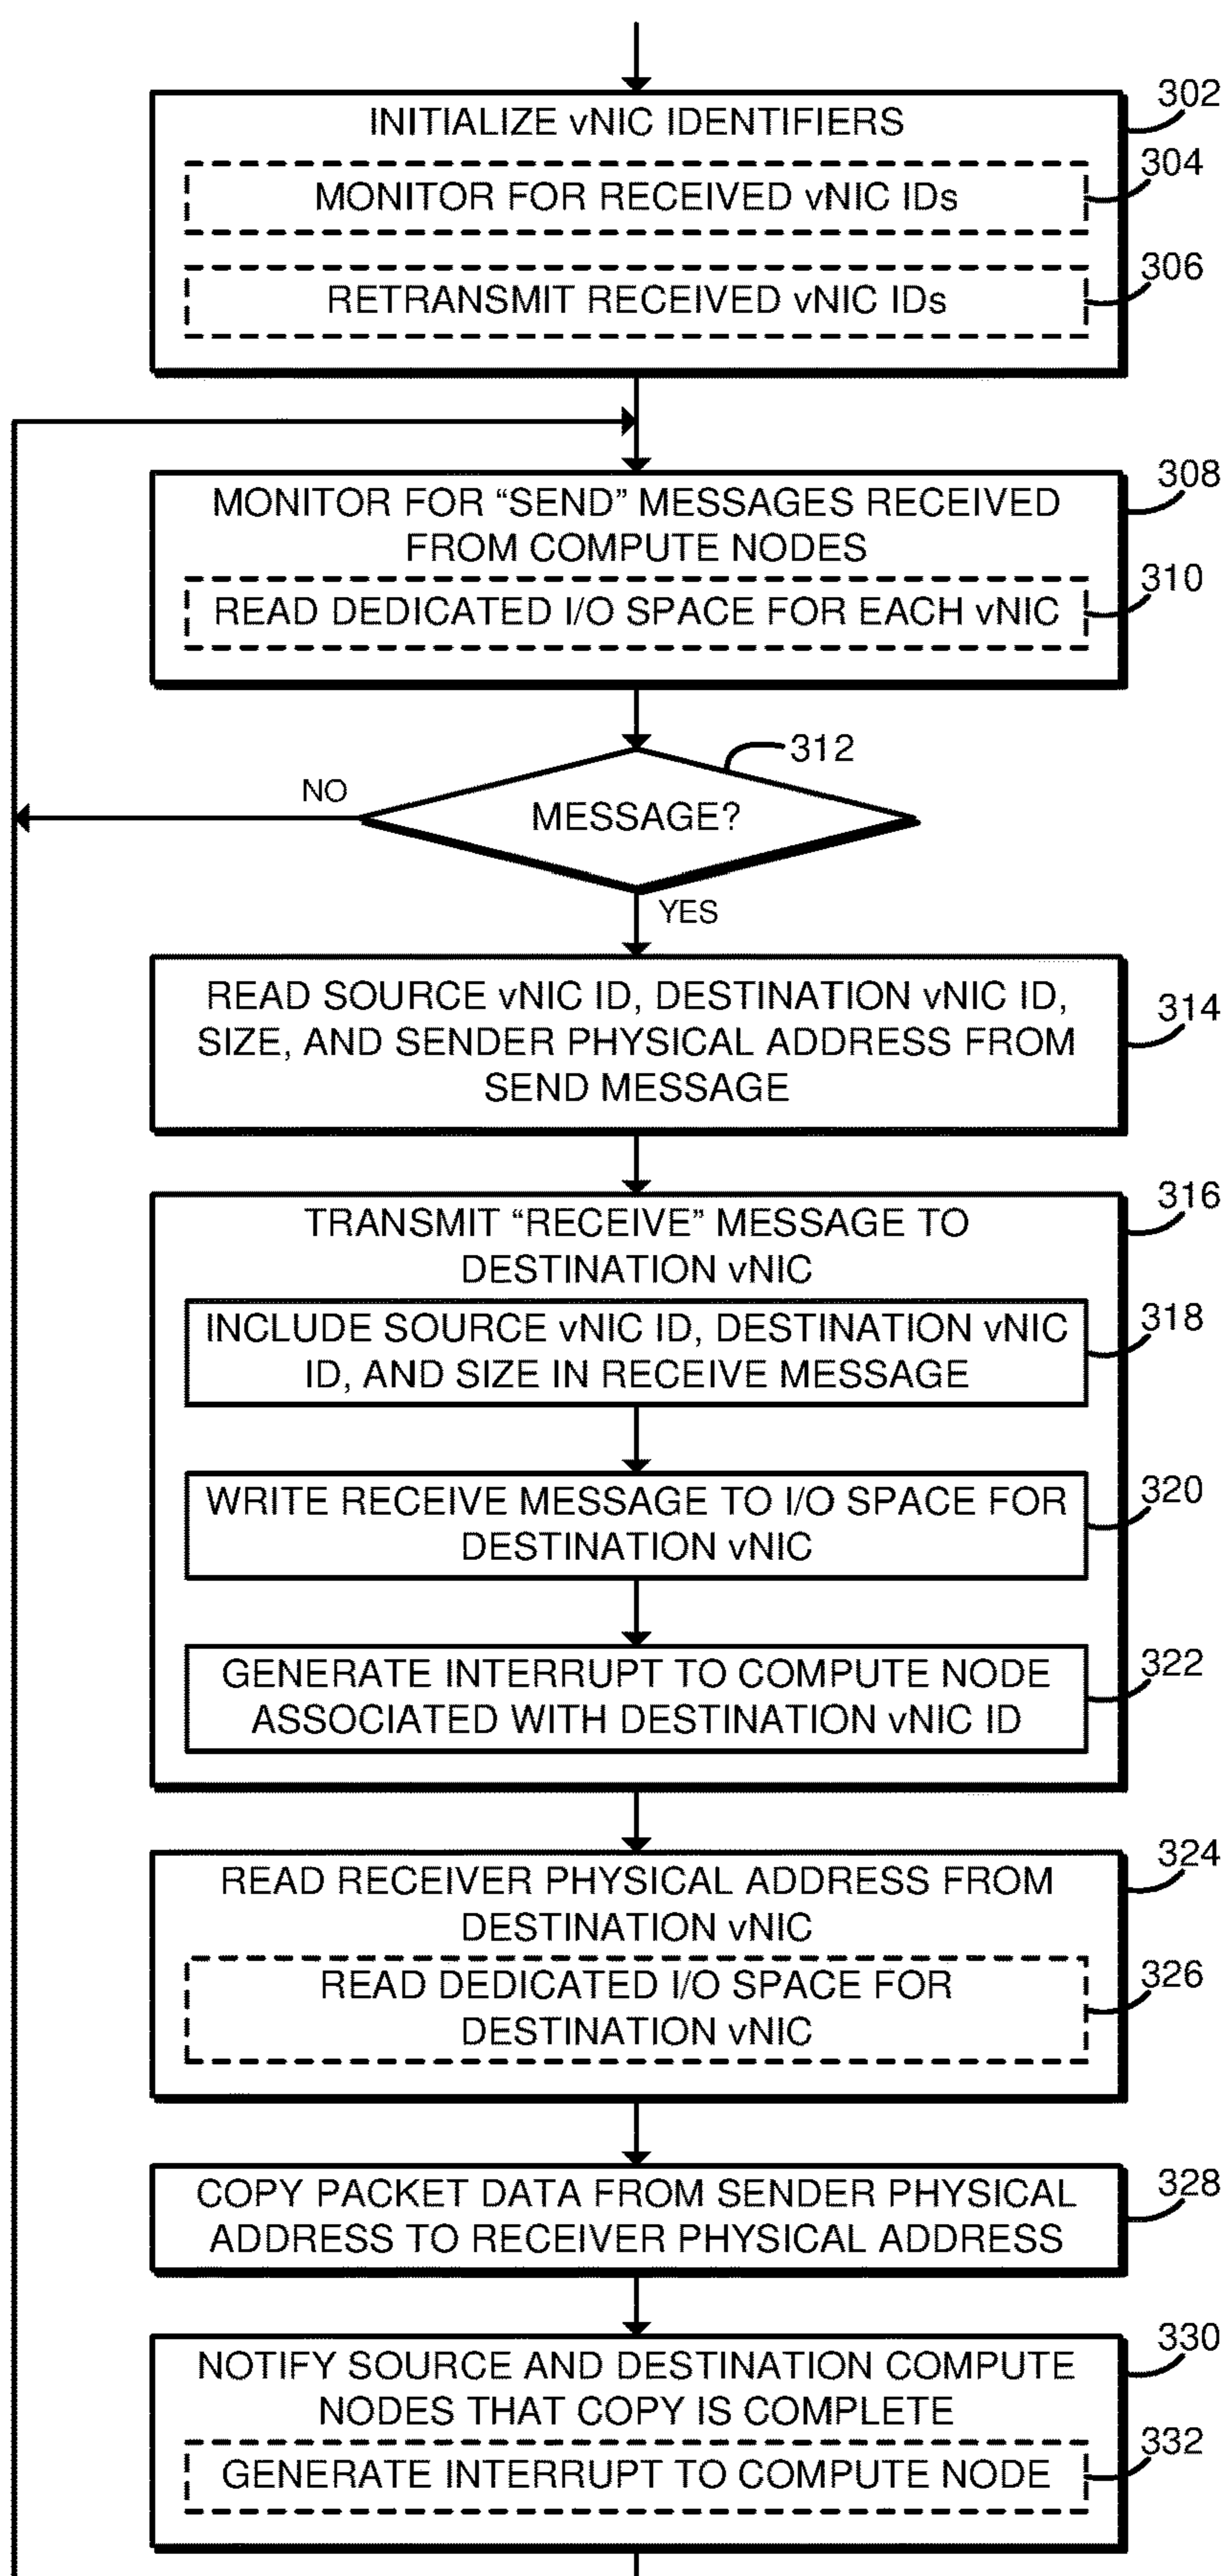 INITIALIZE vNIC IDENTIFIERS
302
MONITOR FOR RECEIVED vNIC IDs
304
RETRANSMIT RECEIVED vNIC IDs
306
MONITOR FOR “SEND” MESSAGES RECEIVED
FROM COMPUTE NODES
308
READ DEDICATED I/O SPACE FOR EACH vNIC
310
MESSAGE?
312
NO
YES
READ SOURCE vNIC ID, DESTINATION vNIC ID,
SIZE, AND SENDER PHYSICAL ADDRESS FROM
SEND MESSAGE
314
TRANSMIT “RECEIVE” MESSAGE TO
DESTINATION vNIC
316
INCLUDE SOURCE vNIC ID, DESTINATION vNIC
ID, AND SIZE IN RECEIVE MESSAGE
318
WRITE RECEIVE MESSAGE TO I/O SPACE FOR
DESTINATION vNIC
320
GENERATE INTERRUPT TO COMPUTE NODE
ASSOCIATED WITH DESTINATION vNIC ID
322
READ RECEIVER PHYSICAL ADDRESS FROM
DESTINATION vNIC
324
READ DEDICATED I/O SPACE FOR
DESTINATION vNIC
326
COPY PACKET DATA FROM SENDER PHYSICAL
ADDRESS TO RECEIVER PHYSICAL ADDRESS
328
NOTIFY SOURCE AND DESTINATION COMPUTE
NODES THAT COPY IS COMPLETE
330
GENERATE INTERRUPT TO COMPUTE NODE
332